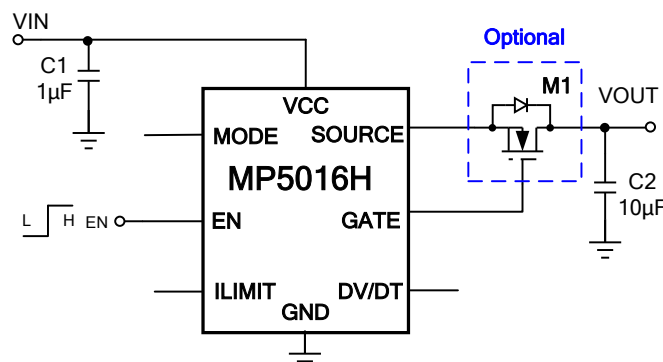 VIN
Optional
C1
1µF
M1
VOUT
VCC
MODE
SOURCE
MP5016H
C2
10µF
L
H
EN
EN
GATE
ILIMIT
DV/DT
GND